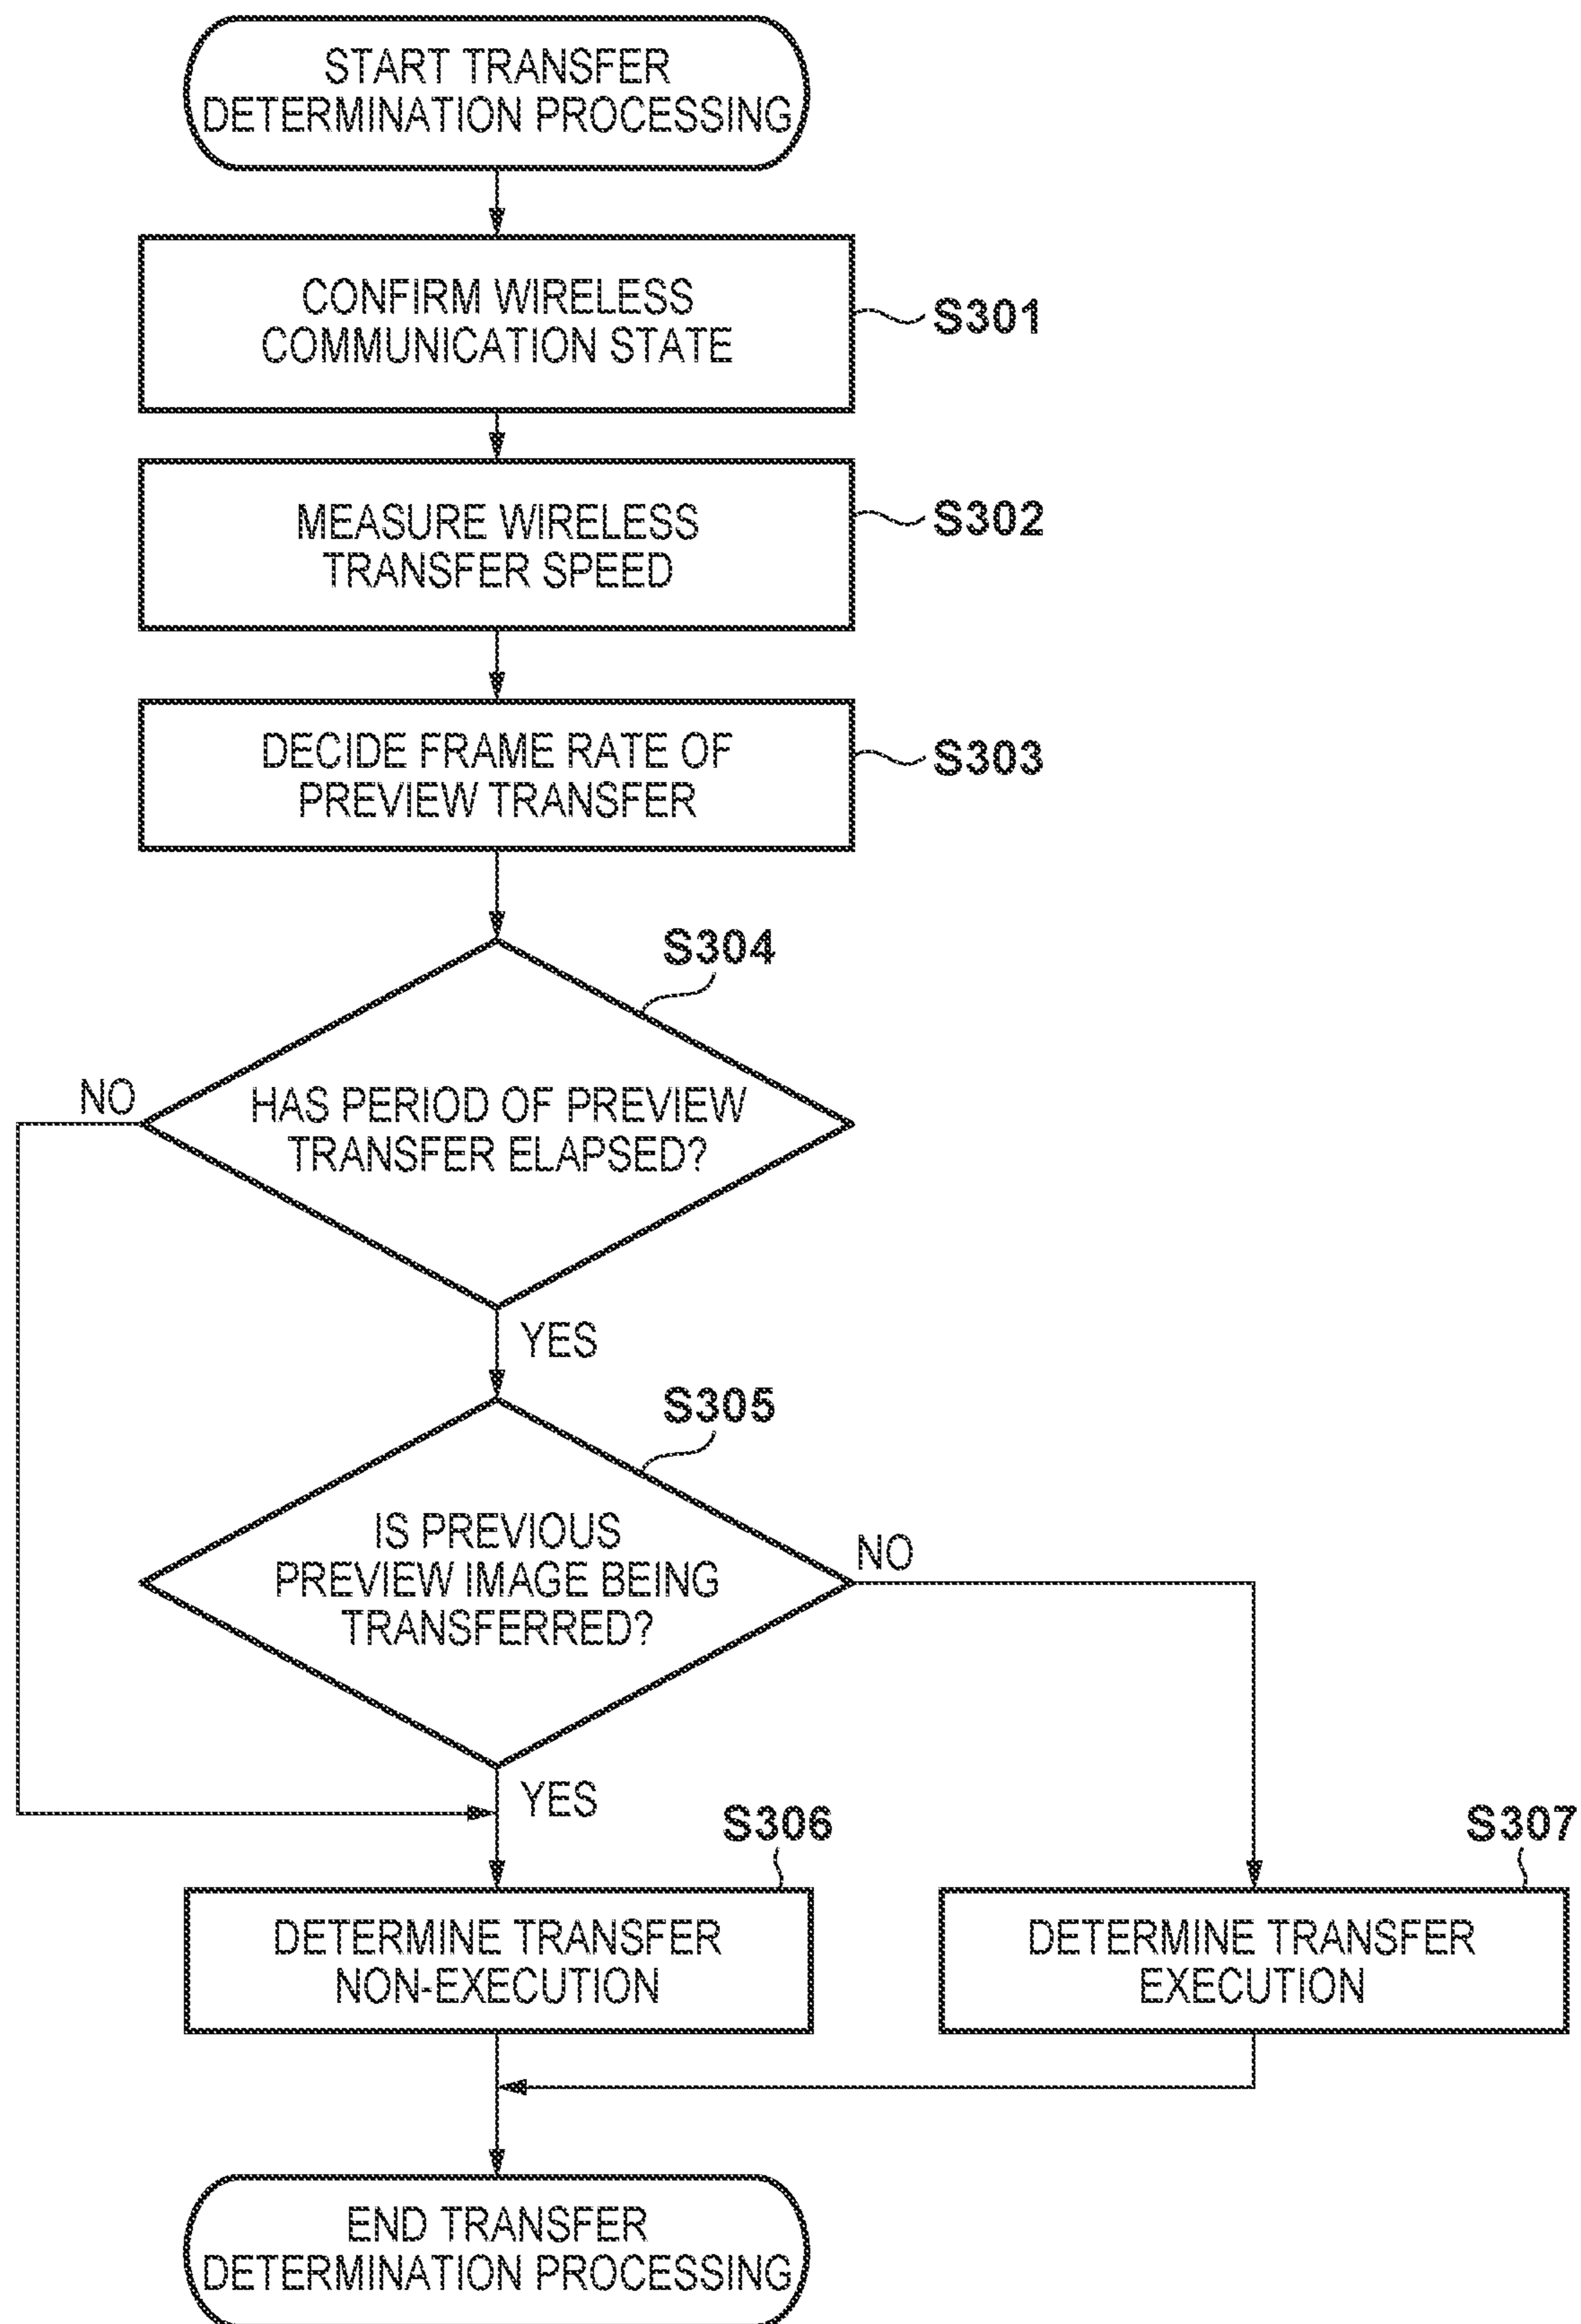 START TRANSFER
DETERMINATION PROCESSING
CONFIRM WIRELESS
COMMUNICATION STATE
S301
MEASURE WIRELESS
TRANSFER SPEED
S302
DECIDE FRAME RATE OF
PREVIEW TRANSFER
S303
S304
NO
HAS PERIOD OF PREVIEW
TRANSFER ELAPSED?
YES
S305
IS PREVIOUS
PREVIEW IMAGE BEING
TRANSFERRED?
NO
YES
S306
S307
DETERMINE TRANSFER
NON-EXECUTION
DETERMINE TRANSFER
EXECUTION
END TRANSFER
DETERMINATION PROCESSING